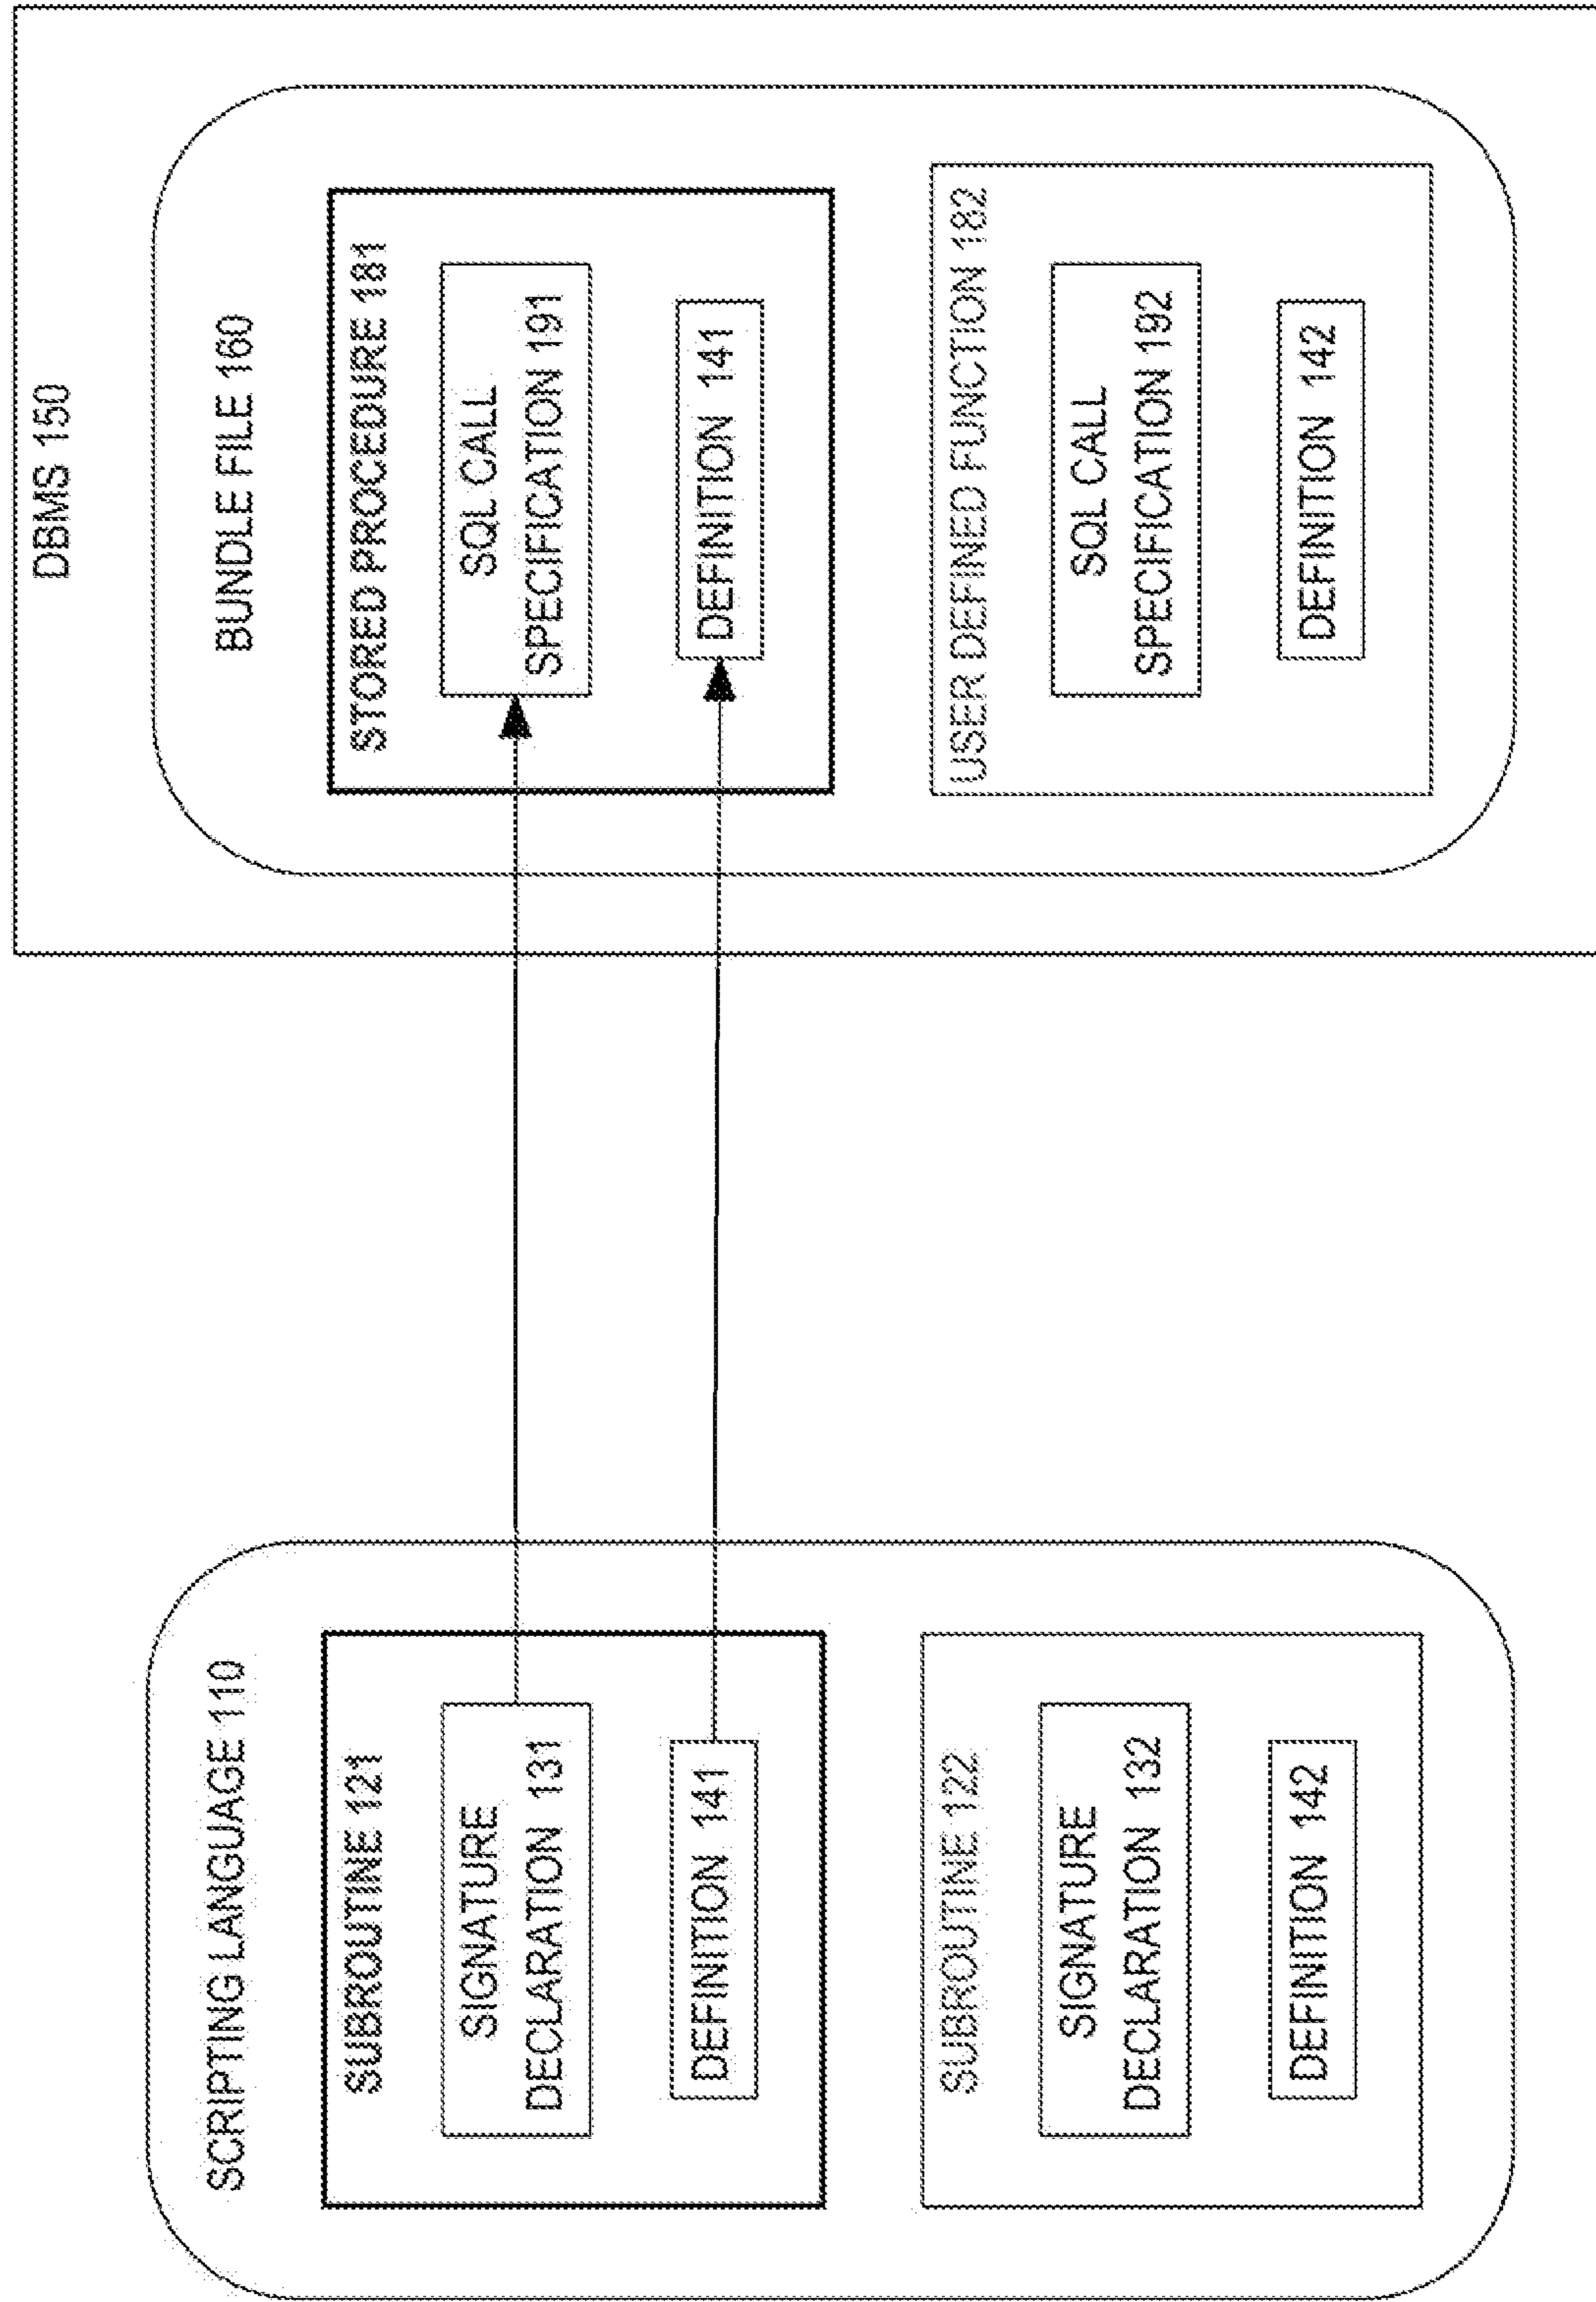 SCRIPTING LANGUAGE 110
SUBROUTINE 121
SIGNATURE
DECLARATION 131
DEFINITION 141
SUBROUTINE 122
SIGNATURE
DECLARATION 132
DEFINITION 142
DBMS 150
BUNDLE FILE 160
STORED PROCEDURE 181
SQL CALL
SPECIFICATION 191
DEFINITION 141
USER DEFINED FUNCTION 182
SQL CALL
SPECIFICATION 192
DEFINITION 142